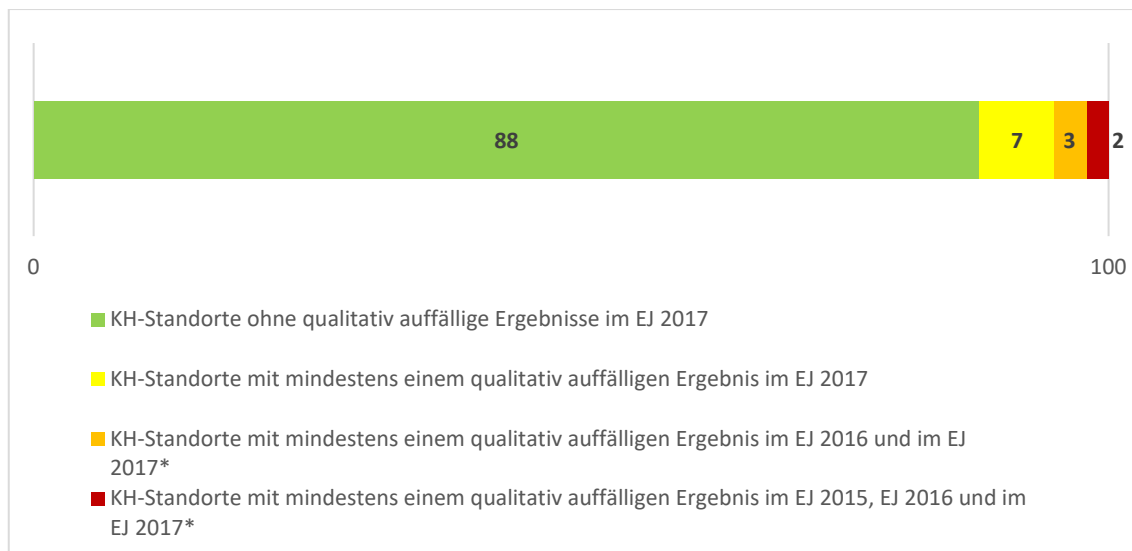 88 7 3 2
0 100
KH-Standorte ohne qualitativ auffällige Ergebnisse im EJ 2017
KH-Standorte mit mindestens einem qualitativ auffälligen Ergebnis im EJ 2017
KH-Standorte mit mindestens einem qualitativ auffälligen Ergebnis im EJ 2016 und im EJ
2017*
KH-Standorte mit mindestens einem qualitativ auffälligen Ergebnis im EJ 2015, EJ 2016 und im
EJ 2017*